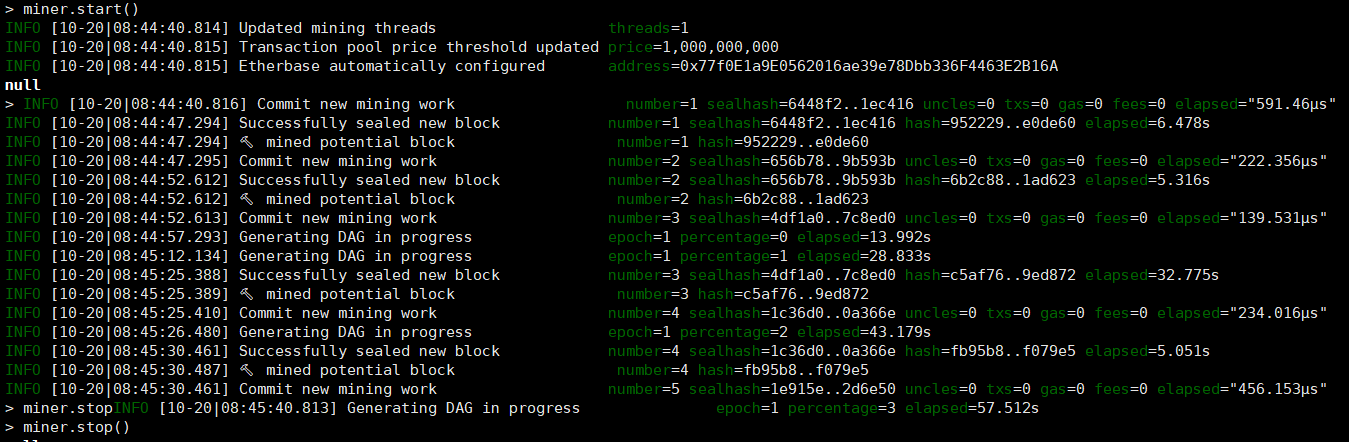 > miner.start()
INFO [10-20|08:44:40.814] Updated mining threads                   threads=1
INFO [10-20|08:44:40.815] Transaction pool price threshold updated price=1,000,000,000
INFO [10-20|08:44:40.815] Etherbase automatically configured       address=0x77f0E1a9E0562016ae39e78Dbb336F4463E2B16A
null
> INFO [10-20|08:44:40.816] Commit new mining work                   number=1 sealhash=6448f2..1ec416 uncles=0 txs=0 gas=0 fees=0 elapsed="591.46µs"
INFO [10-20|08:44:47.294] Successfully sealed new block            number=1 sealhash=6448f2..1ec416 hash=952229..e0de60 elapsed=6.478s
INFO [10-20|08:44:47.294] 🔨 mined potential block                  number=1 hash=952229..e0de60
INFO [10-20|08:44:47.295] Commit new mining work                   number=2 sealhash=656b78..9b593b uncles=0 txs=0 gas=0 fees=0 elapsed="222.356µs"
INFO [10-20|08:44:52.612] Successfully sealed new block            number=2 sealhash=656b78..9b593b hash=6b2c88..1ad623 elapsed=5.316s
INFO [10-20|08:44:52.612] 🔨 mined potential block                  number=2 hash=6b2c88..1ad623
INFO [10-20|08:44:52.613] Commit new mining work                   number=3 sealhash=4df1a0..7c8ed0 uncles=0 txs=0 gas=0 fees=0 elapsed="139.531µs"
INFO [10-20|08:44:57.293] Generating DAG in progress               epoch=1 percentage=0 elapsed=13.992s
INFO [10-20|08:45:12.134] Generating DAG in progress               epoch=1 percentage=1 elapsed=28.833s
INFO [10-20|08:45:25.388] Successfully sealed new block            number=3 sealhash=4df1a0..7c8ed0 hash=c5af76..9ed872 elapsed=32.775s
INFO [10-20|08:45:25.389] 🔨 mined potential block                  number=3 hash=c5af76..9ed872
INFO [10-20|08:45:25.410] Commit new mining work                   number=4 sealhash=1c36d0..0a366e uncles=0 txs=0 gas=0 fees=0 elapsed="234.016µs"
INFO [10-20|08:45:26.480] Generating DAG in progress               epoch=1 percentage=2 elapsed=43.179s
INFO [10-20|08:45:30.461] Successfully sealed new block            number=4 sealhash=1c36d0..0a366e hash=fb95b8..f079e5 elapsed=5.051s
INFO [10-20|08:45:30.487] 🔨 mined potential block                  number=4 hash=fb95b8..f079e5
INFO [10-20|08:45:30.461] Commit new mining work                   number=5 sealhash=1e915e..2d6e50 uncles=0 txs=0 gas=0 fees=0 elapsed="456.153µs"
> miner.stopINFO [10-20|08:45:40.813] Generating DAG in progress               epoch=1 percentage=3 elapsed=57.512s
> miner.stop()